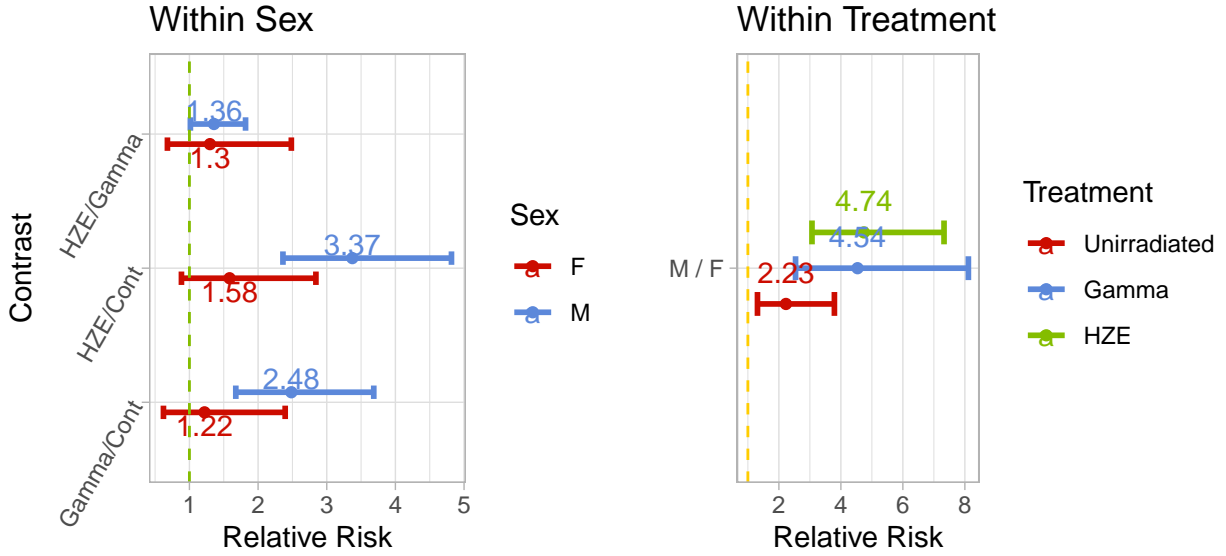 Within Sex
Contrast
HZE/Gamma
HZE/Cont
Gamma/Cont
1.36
1.3
3.37
1.58
2.48
1.22
1 2 3 4 5
Relative Risk
Sex
a F
a M
Within Treatment
M / F
4.74
4.54
2.23
2 4 6 8
Relative Risk
Treatment
a Unirradiated
a Gamma
a HZE